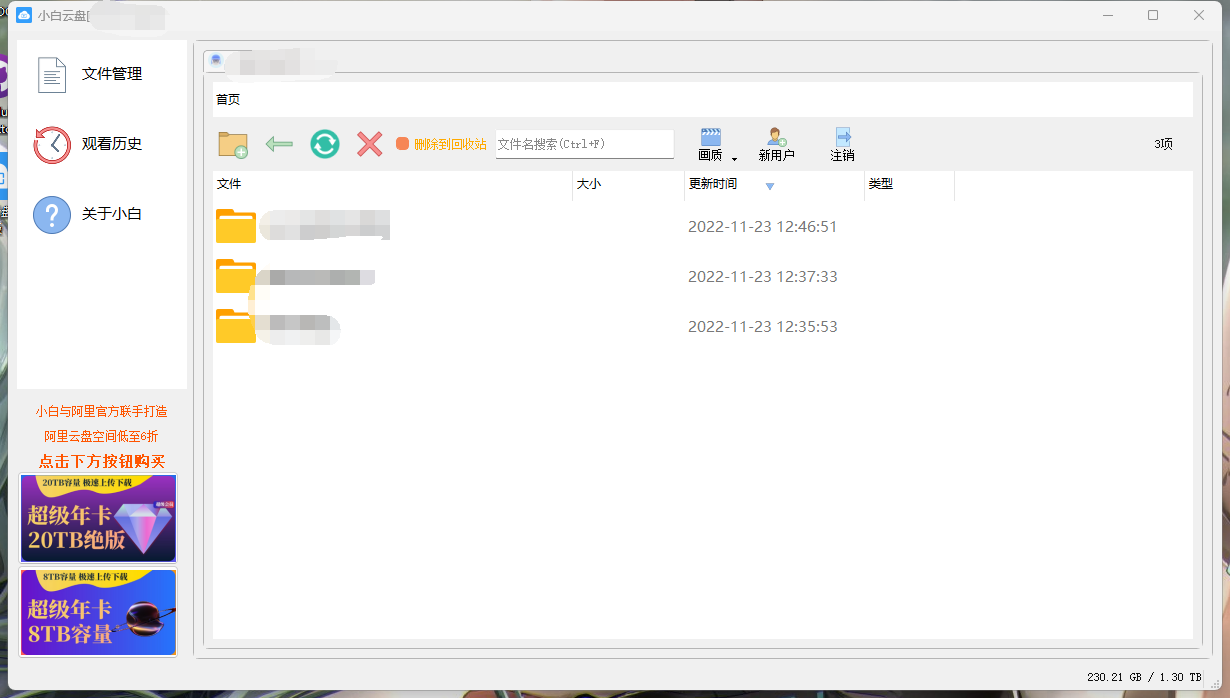 小白云盘[
文件管理
观看历史
关于小白
首页
删除到回收站
文件名搜索(Ctrl+F)
画质
新用户
注销
3项
文件 大小 更新时间 类型
2022-11-23 12:46:51
2022-11-23 12:37:33
2022-11-23 12:35:53
小白与阿里官方联手打造
阿里云盘空间低至6折
点击下方按钮购买
20TB容量 极速上传下载
超级年卡
20TB绝版
8TB容量 极速上传下载
超级年卡
8TB容量
230.21 GB / 1.30 TB